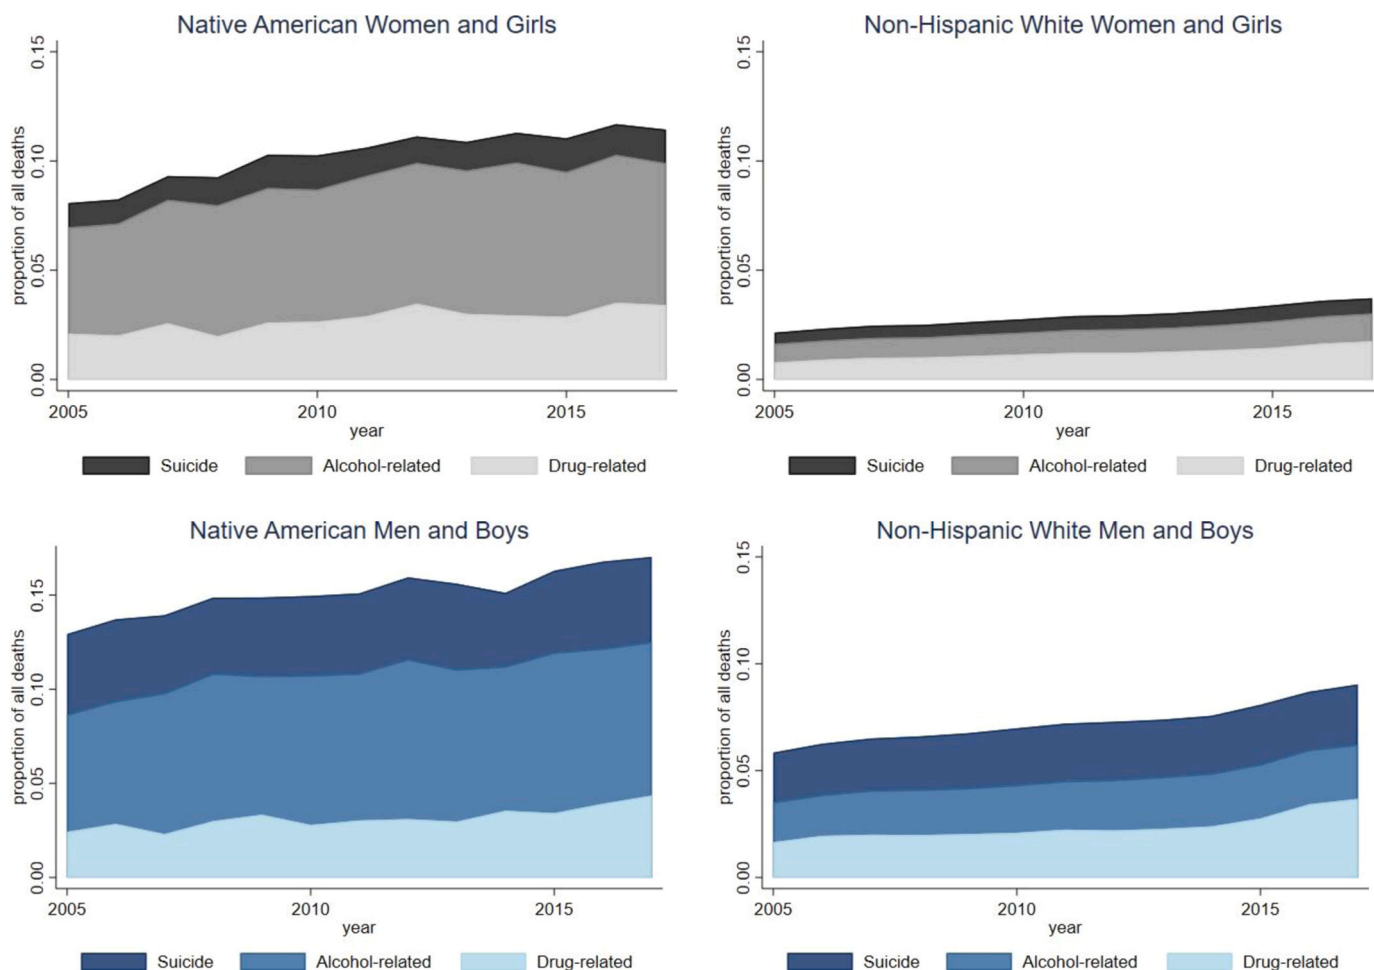 Native American Women and Girls
proportion of all deaths
0.15
0.10
0.05
0.00
2005 2010 2015
year
Suicide Alcohol-related Drug-related
Non-Hispanic White Women and Girls
proportion of all deaths
0.15
0.10
0.05
0.00
2005 2010 2015
year
Suicide Alcohol-related Drug-related
Native American Men and Boys
proportion of all deaths
0.15
0.10
0.05
0.00
2005 2010 2015
year
Suicide Alcohol-related Drug-related
Non-Hispanic White Men and Boys
proportion of all deaths
0.15
0.10
0.05
0.00
2005 2010 2015
year
Suicide Alcohol-related Drug-related